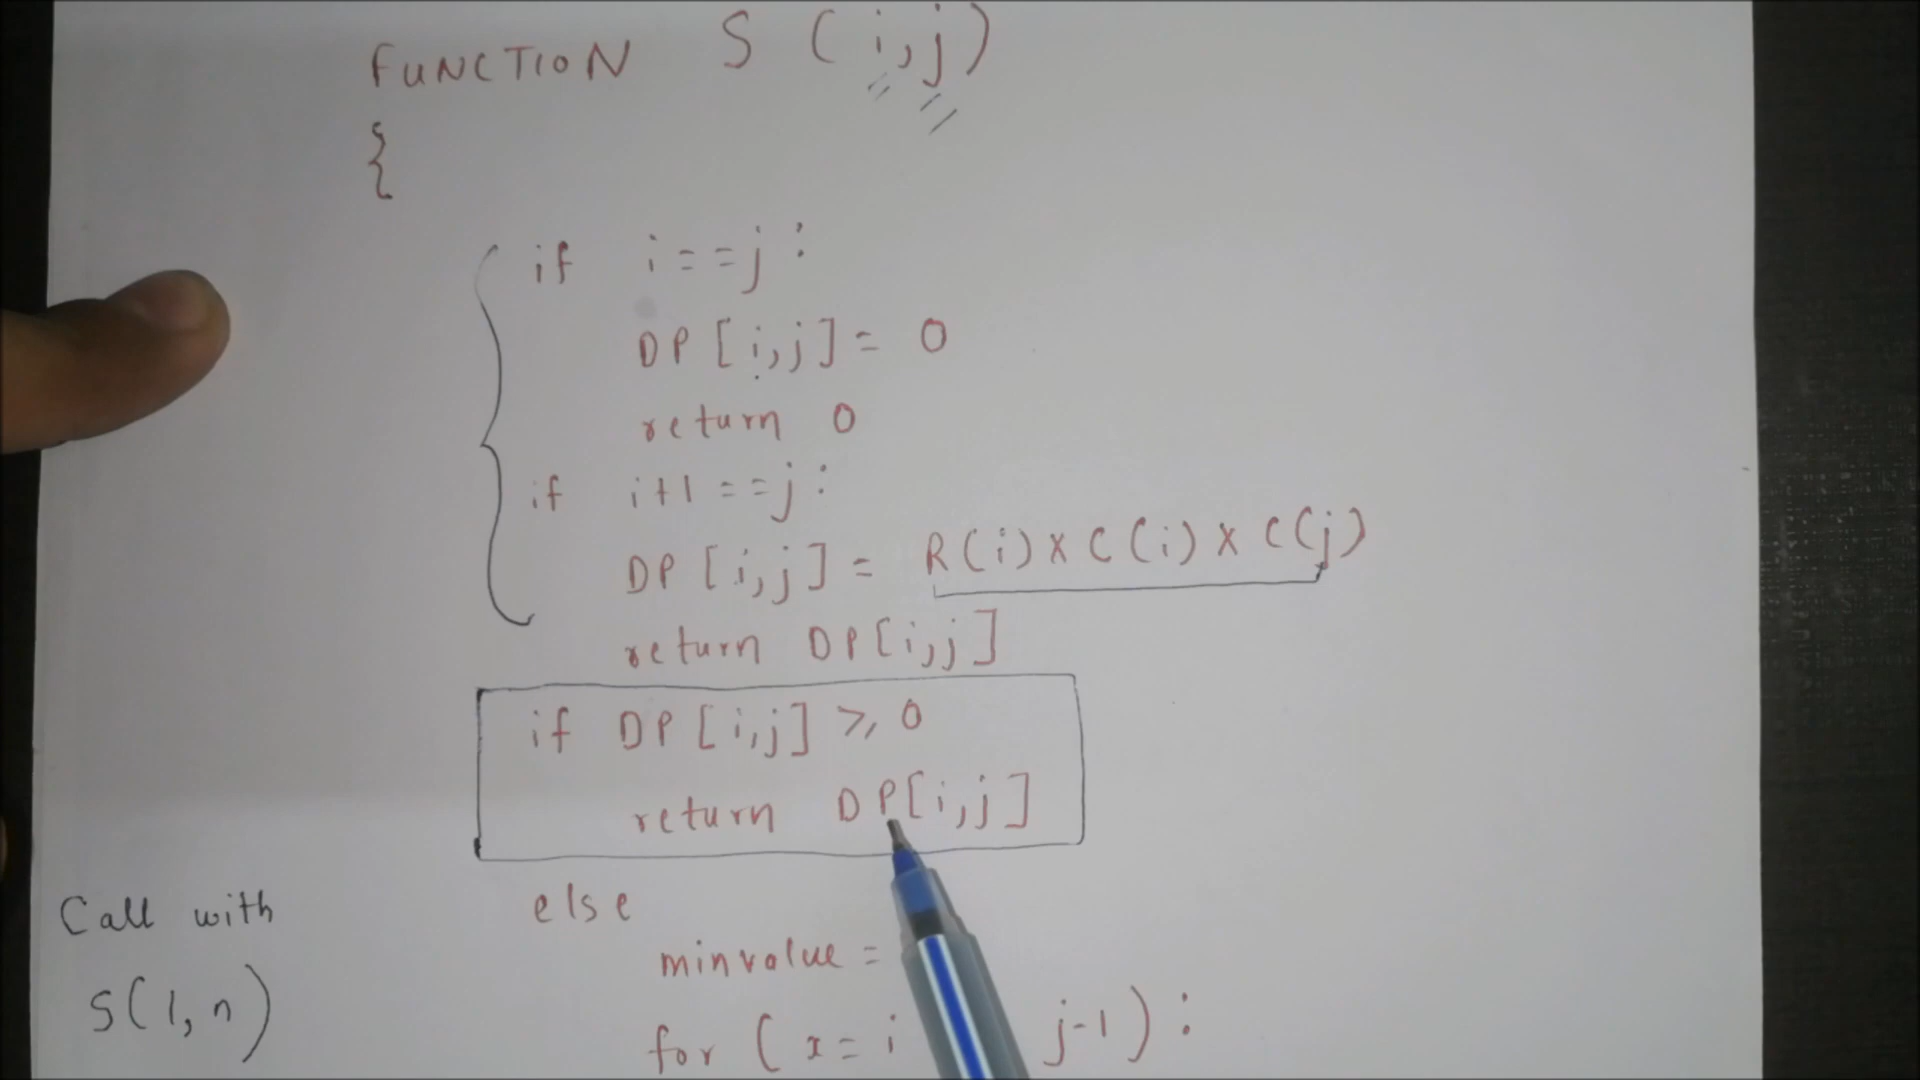 FUNCTION S (i,j)
{
if i==j:
DP[i,j]= 0
return 0
if i+1==j:
DP[i,j]= R(i)×C(i)×C(j)
return DP[i,j]
if DP[i,j] ≥ 0
return DP[i,j]
else
minvalue =
for (x=i j-1):
Call with
S(1,n)